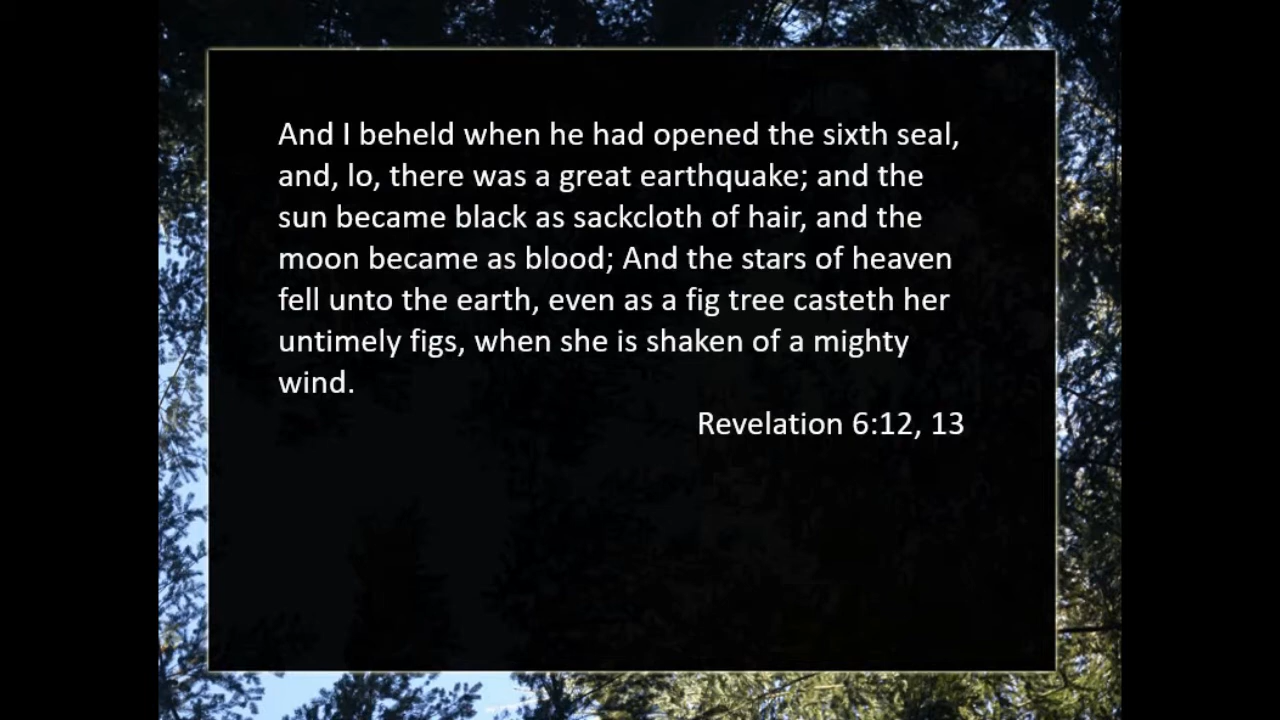 And I beheld when he had opened the sixth seal,
and, lo, there was a great earthquake; and the
sun became black as sackcloth of hair, and the
moon became as blood; And the stars of heaven
fell unto the earth, even as a fig tree casteth her
untimely figs, when she is shaken of a mighty
wind.
Revelation 6:12, 13